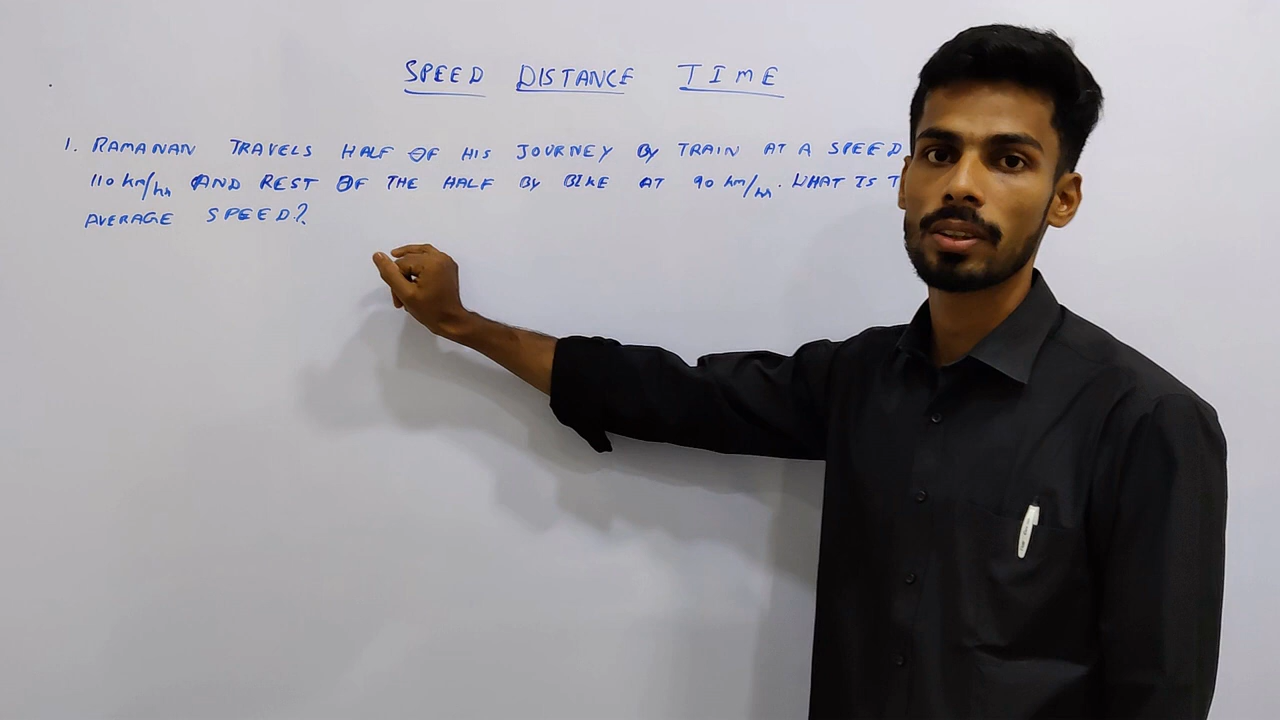 SPEED DISTANCE TIME
1. RAMANAN TRAVELS HALF OF HIS JOURNEY BY TRAIN AT A SPEED
110 km/hr AND REST OF THE HALF BY BIKE AT 90 km/hr. WHAT IS
AVERAGE SPEED?